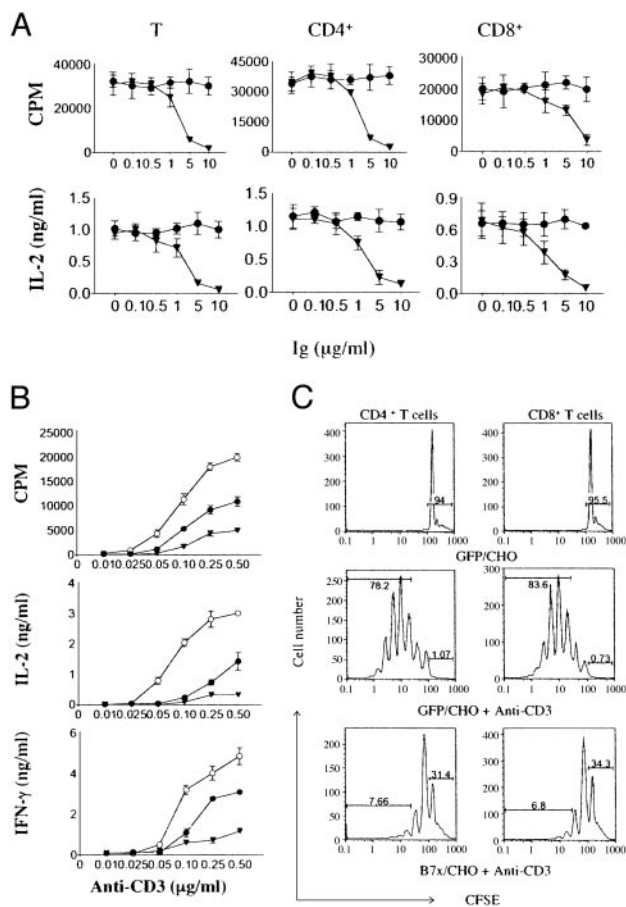 A
T CD4+ CD8+
CPM
40000 45000 30000
30000 30000 20000
20000 15000 10000
10000 0 0
0
0 0.1 0.5 1 5 10 0 0.1 0.5 1 5 10 0 0.1 0.5 1 5 10
IL-2 (ng/ml)
1.5 1.5 0.9
1.0 1.0 0.6
0.5 0.5 0.3
0.0 0.0 0.0
0 0.1 0.5 1 5 10 0 0.1 0.5 1 5 10 0 0.1 0.5 1 5 10
Ig (μg/ml)
B
CPM
25000
20000
15000
10000
5000
0
0.01 0.025 0.05 0.10 0.25 0.50
IL-2 (ng/ml)
4
3
2
1
0
0.01 0.025 0.05 0.10 0.25 0.50
IFN-γ (ng/ml)
6
4
2
0
0.01 0.025 0.05 0.10 0.25 0.50
Anti-CD3 (μg/ml)
C
CD4 + T cells CD8+ T cells
400 400
300 300
200 200
100 100
0 0
94 95.5
0.1 1 10 100 1000 0.1 1 10 100 1000
GFP/CHO
Cell number
250 300
200 200
150 100
100 0
50
0
78.2 83.6
1.07 0.73
0.1 1 10 100 1000 0.1 1 10 100 1000
GFP/CHO + Anti-CD3
200 400
150 300
100 200
50 100
0 0
31.4 34.3
7.66 6.8
0.1 1 10 100 1000 0.1 1 10 100 1000
B7x/CHO + Anti-CD3
CFSE